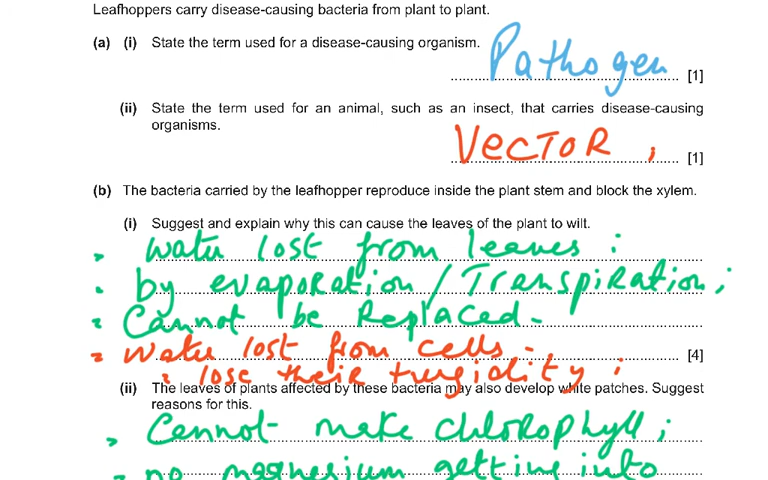 Leafhoppers carry disease-causing bacteria from plant to plant.
(a) (i) State the term used for a disease-causing organism.
Pathogen [1]
(ii) State the term used for an animal, such as an insect, that carries disease-causing
organisms.
VECTOR ; [1]
(b) The bacteria carried by the leafhopper reproduce inside the plant stem and block the xylem.
(i) Suggest and explain why this can cause the leaves of the plant to wilt.
water lost from leaves ;
by evaporation / Transpiration ;
Cannot be Replaced -
water lost from cells - [4]
; lose their turgidity ;
(ii) The leaves of plants affected by these bacteria may also develop white patches. Suggest
reasons for this.
Cannot make chlorophyll ;
no magnesium getting into